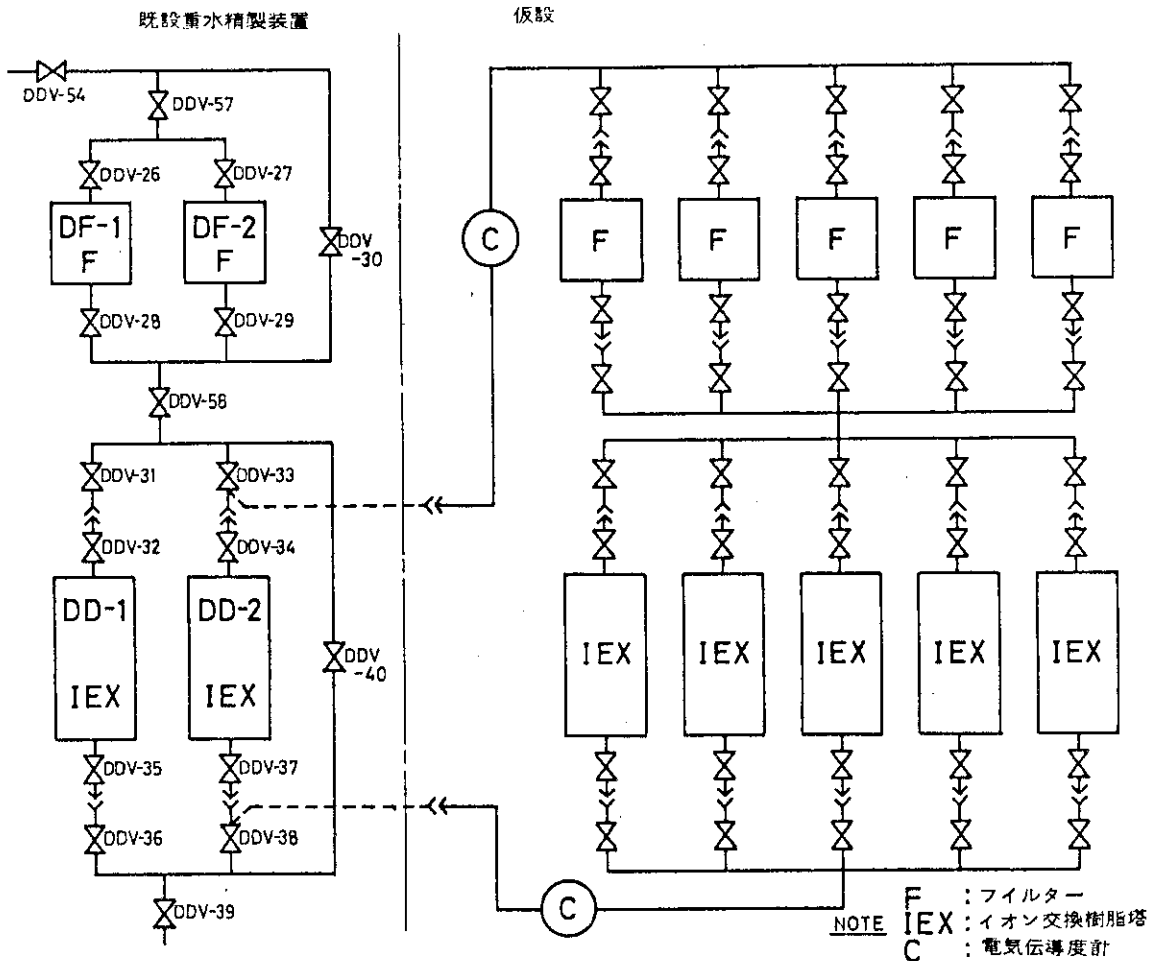 既設重水精製装置
仮設
DDV-54
DDV-57
DDV-26
DDV-27
DF-1
F
DF-2
F
DDV
-30
DDV-28
DDV-29
DDV-58
C
F
F
F
F
F
DDV-31
DDV-33
DDV-32
DDV-34
DD-1
IEX
DD-2
IEX
DDV
-40
IEX
IEX
IEX
IEX
IEX
DDV-35
DDV-37
DDV-36
DDV-38
DDV-39
C
NOTE
F : フイルター
IEX : イオン交換樹脂塔
C : 電気伝導度計